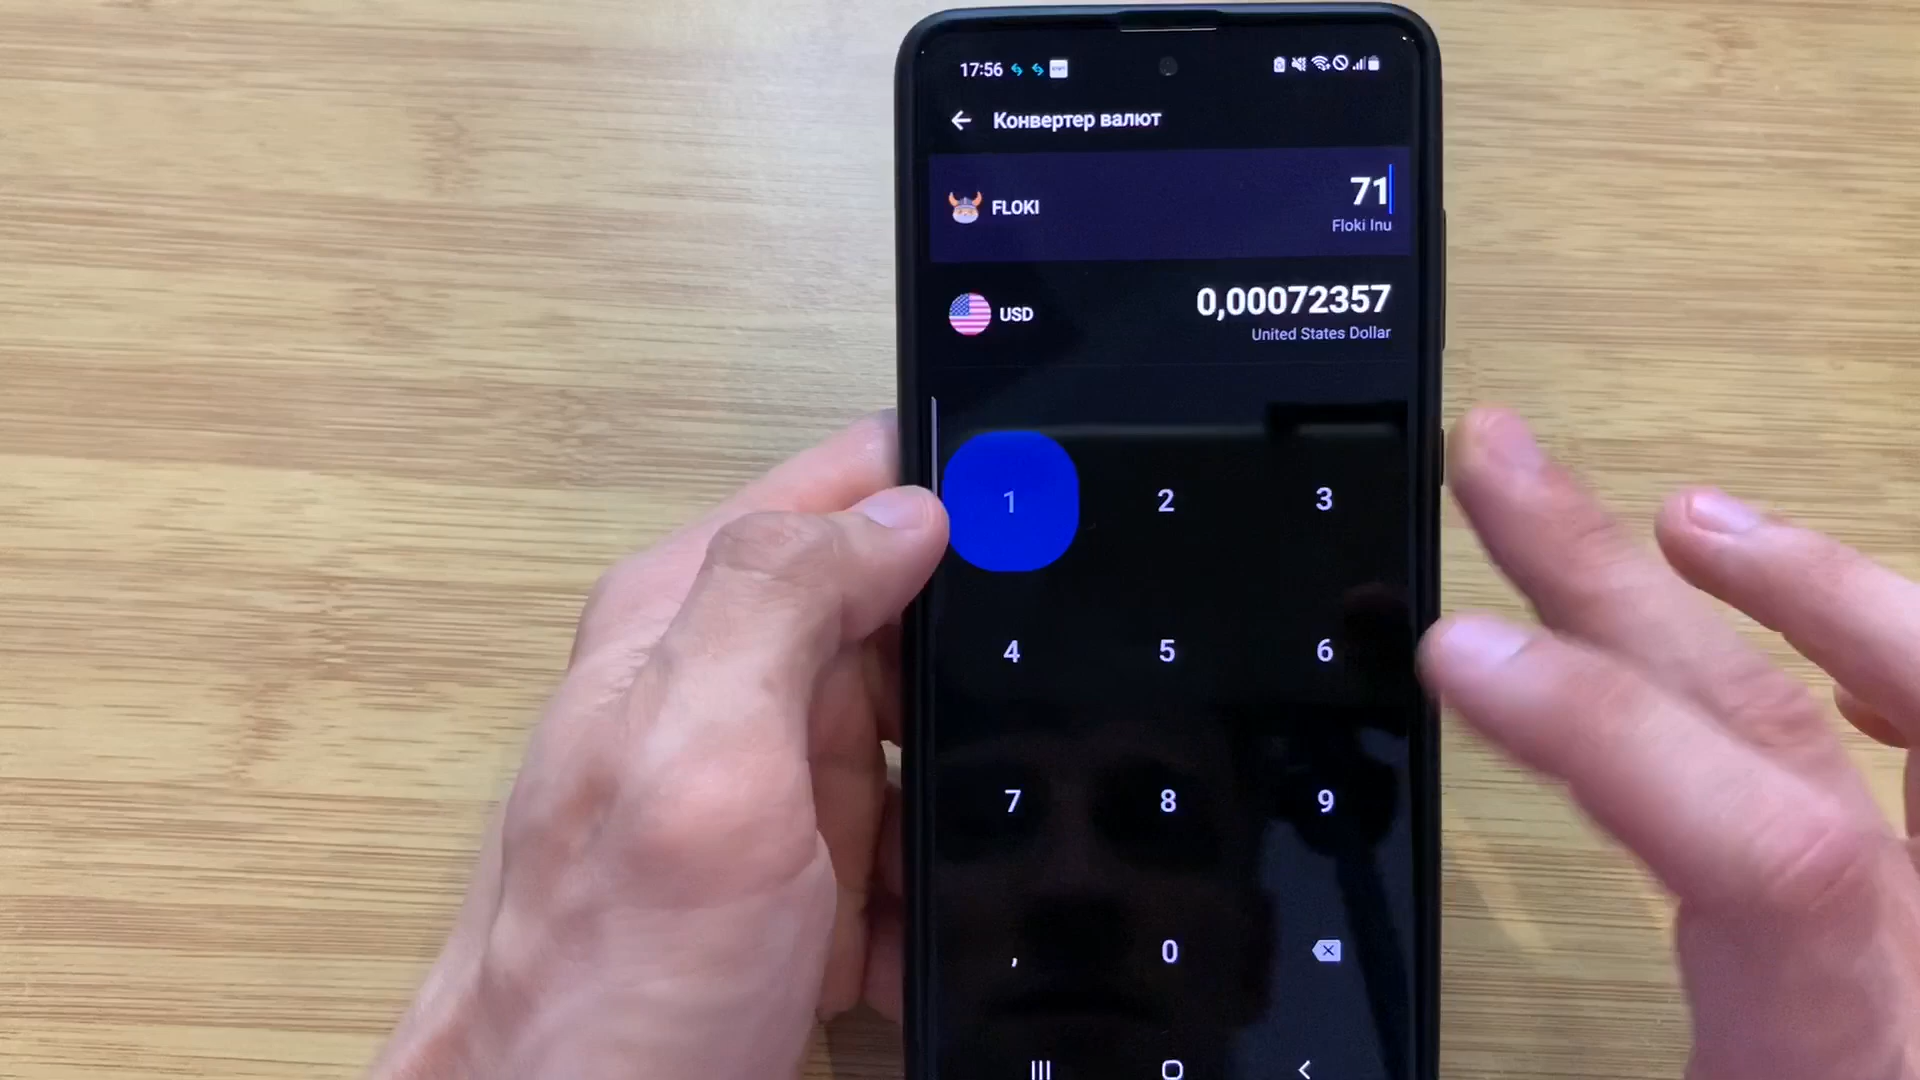 17:56
Конвертер валют
FLOKI
71
Floki Inu
USD
0,00072357
United States Dollar
1 2 3
4 5 6
7 8 9
, 0